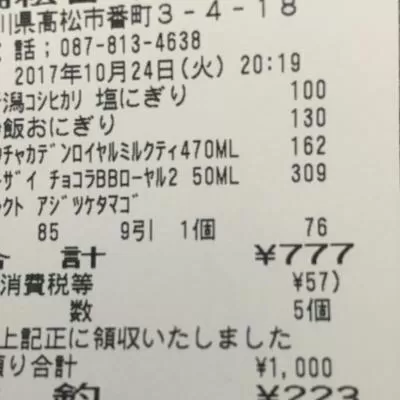 川県高松市番町3-4-18
話;087-813-4638
2017年10月24日(火) 20:19
潟コシヒカリ 塩にぎり 100
飯おにぎり 130
チャカデンロイヤルミルクティ470ML 162
ザイ チョコラBBローヤル2 50ML 309
クト アジツケタマゴ
85 9引 1個 76
計 ¥777
消費税等 ¥57)
数 5個
上記正に領収いたしました
り合計 ¥1,000
釣 ¥223